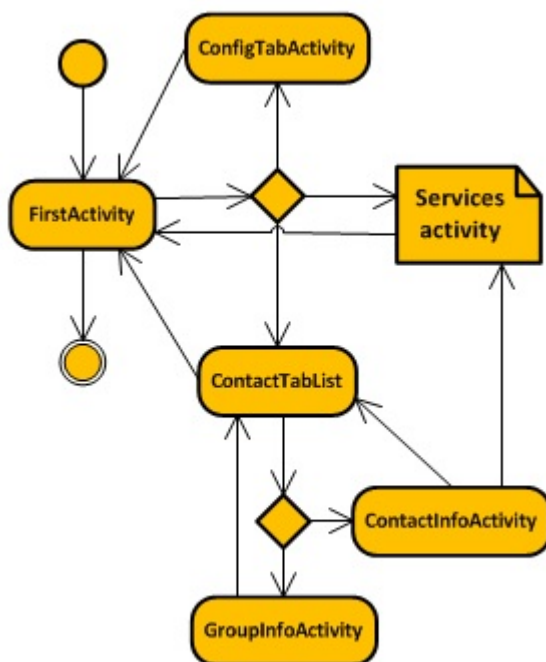 ConfigTabActivity
FirstActivity
Services
activity
ContactTabList
ContactInfoActivity
GroupInfoActivity